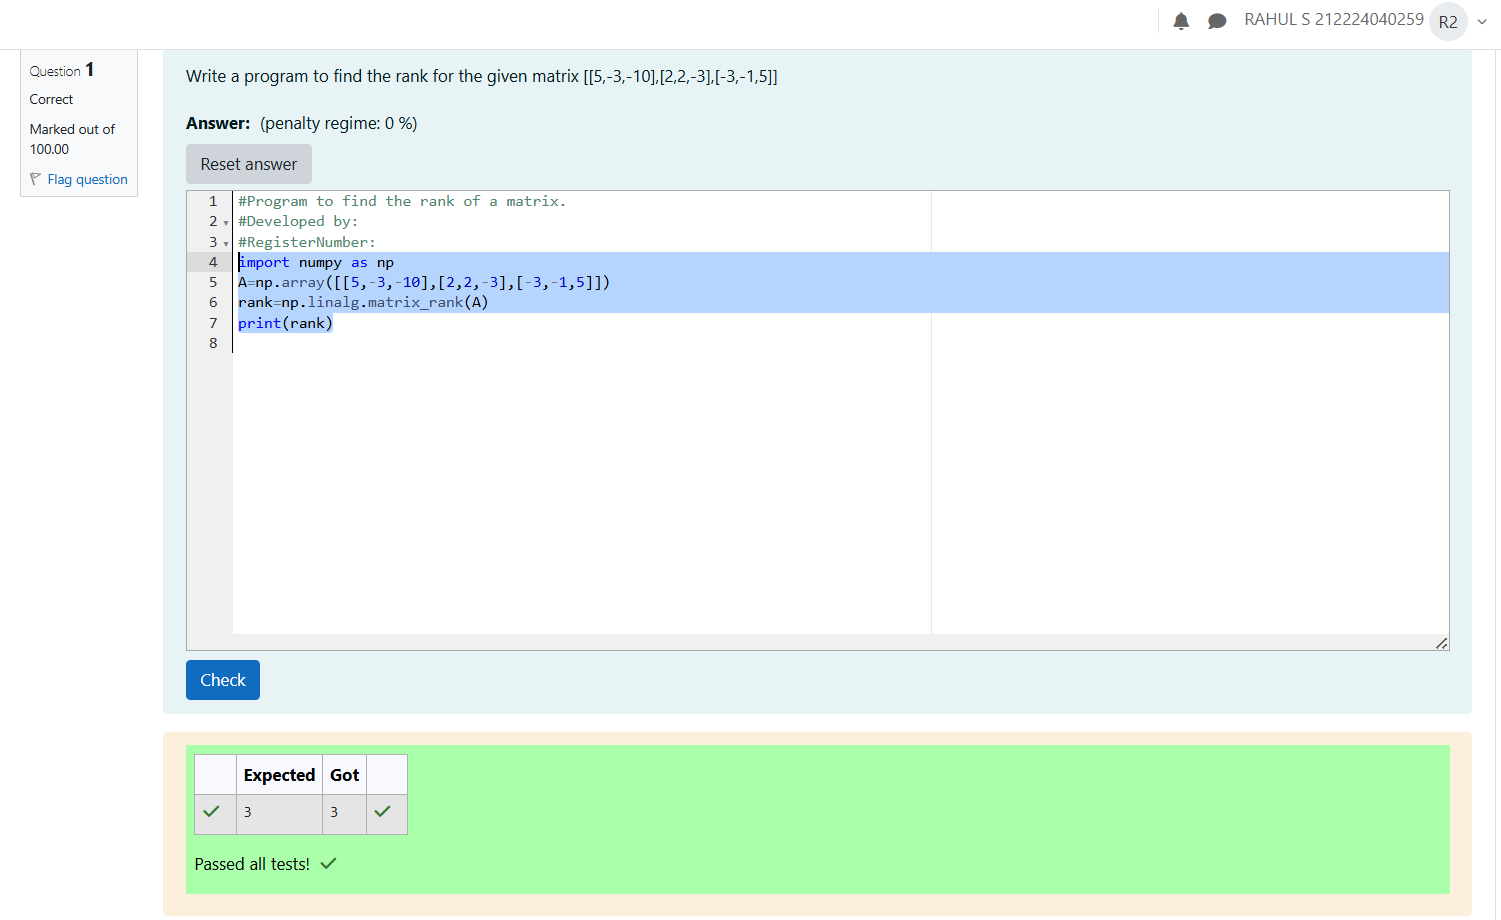 RAHUL S 212224040259 R2
Question 1
Correct
Marked out of
100.00
Flag question
Write a program to find the rank for the given matrix [[5,-3,-10],[2,2,-3],[-3,-1,5]]
Answer: (penalty regime: 0 %)
Reset answer
1 #Program to find the rank of a matrix.
2 #Developed by:
3 #RegisterNumber:
4 import numpy as np
5 A=np.array([[5,-3,-10],[2,2,-3],[-3,-1,5]])
6 rank=np.linalg.matrix_rank(A)
7 print(rank)
8
Check
Expected Got
3 3
Passed all tests!